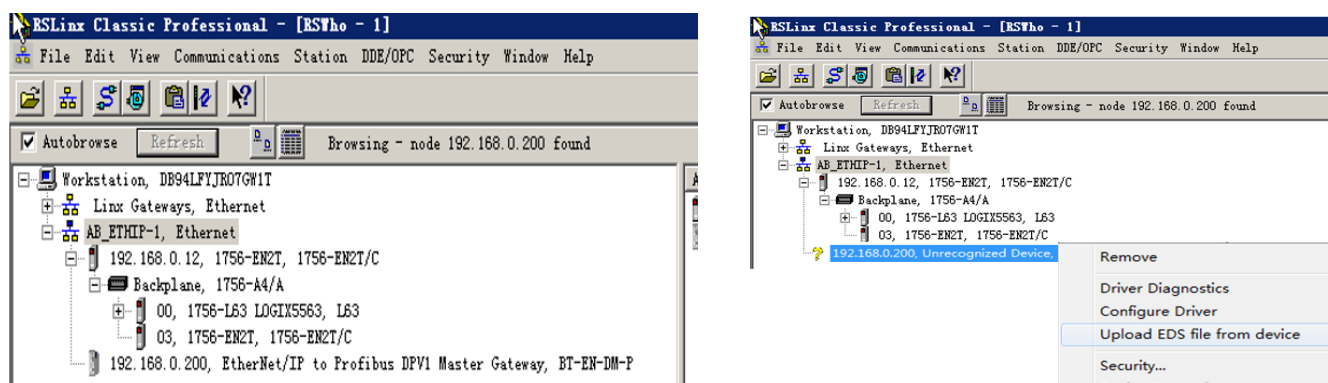 RSLinx Classic Professional - [RSWho - 1]
File Edit View Communications Station DDE/OPC Security Window Help
Autobrowse Refresh Browsing - node 192.168.0.200 found
Workstation, DB94LFYJRO7GW1T
Linx Gateways, Ethernet
AB_ETHIP-1, Ethernet
192.168.0.12, 1756-EN2T, 1756-EN2T/C
Backplane, 1756-A4/A
00, 1756-L63 LOGIX5563, L63
03, 1756-EN2T, 1756-EN2T/C
192.168.0.200, EtherNet/IP to Profibus DPV1 Master Gateway, BT-EN-DM-P
RSLinx Classic Professional - [RSWho - 1]
File Edit View Communications Station DDE/OPC Security Window Help
Autobrowse Refresh Browsing - node 192.168.0.200 found
Workstation, DB94LFYJRO7GW1T
Linx Gateways, Ethernet
AB_ETHIP-1, Ethernet
192.168.0.12, 1756-EN2T, 1756-EN2T/C
Backplane, 1756-A4/A
00, 1756-L63 LOGIX5563, L63
03, 1756-EN2T, 1756-EN2T/C
192.168.0.200, Unrecognized Device,
Remove
Driver Diagnostics
Configure Driver
Upload EDS file from device
Security...